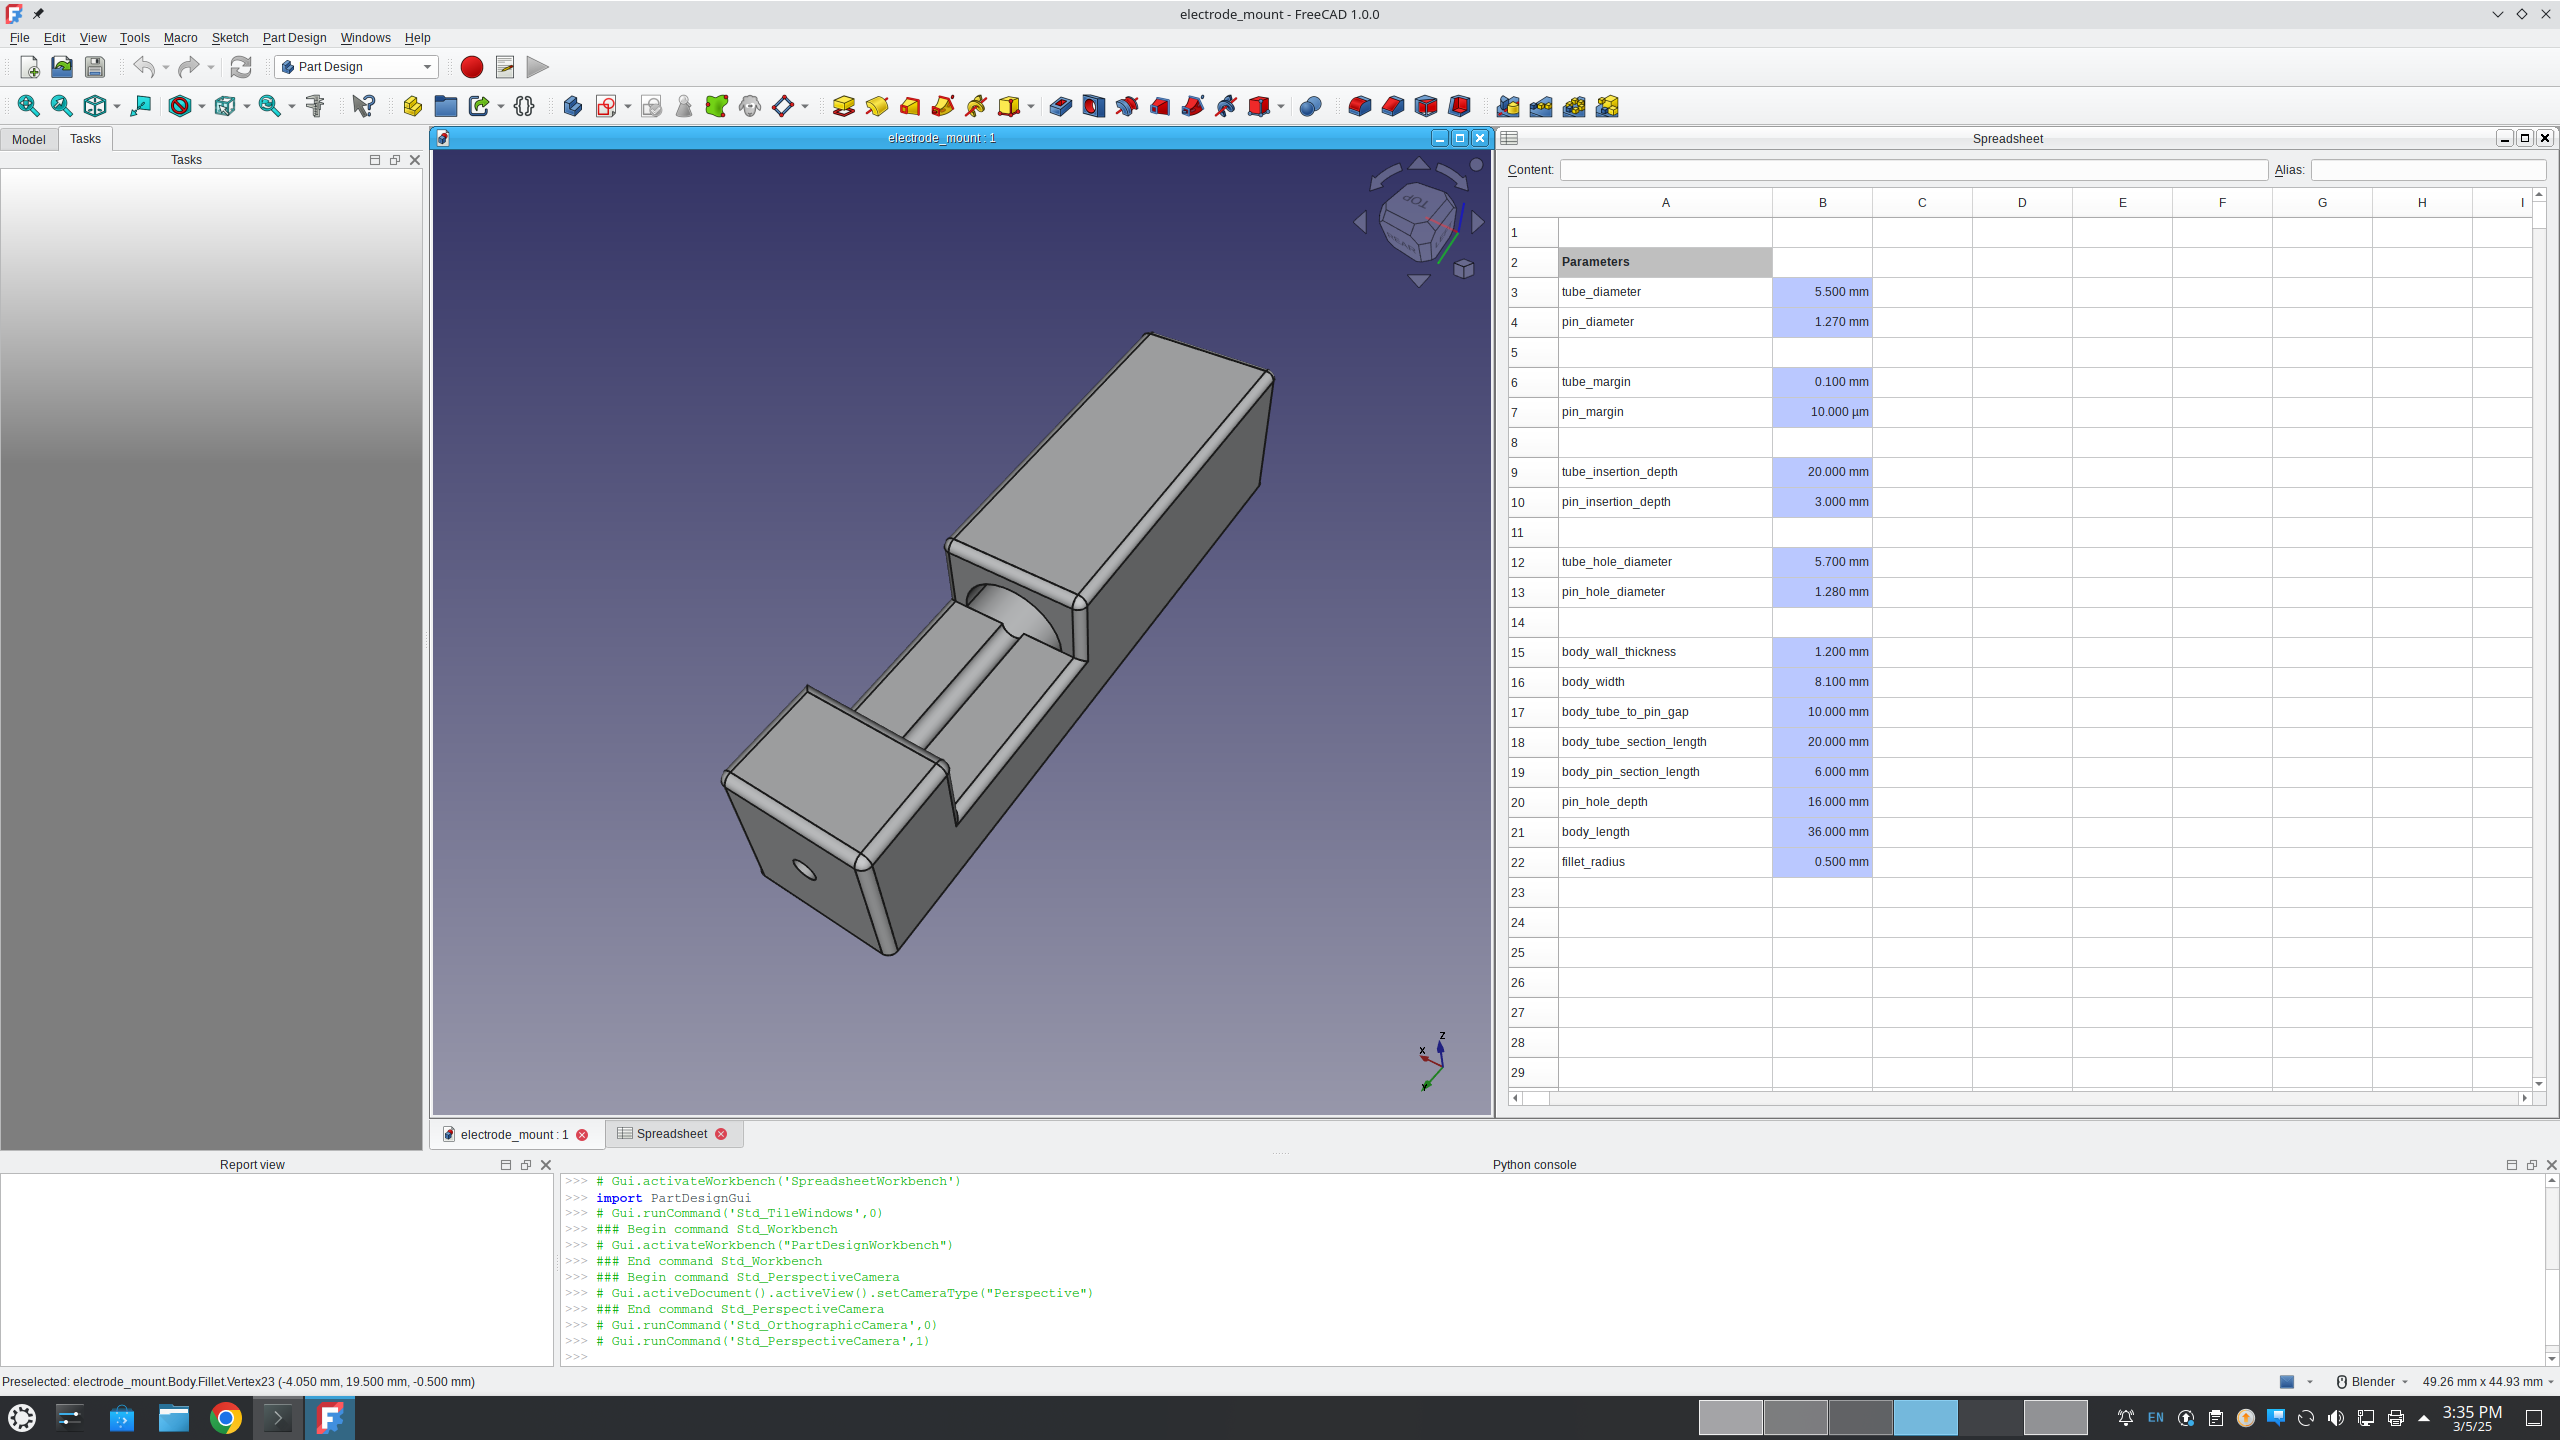 electrode_mount - FreeCAD 1.0.0
File Edit View Tools Macro Sketch Part Design Windows Help
Part Design
Model Tasks
Tasks
electrode_mount : 1
TOP
Spreadsheet
Content: Alias:
A B C D E F G H I
1
2 Parameters
3 tube_diameter 5.500 mm
4 pin_diameter 1.270 mm
5
6 tube_margin 0.100 mm
7 pin_margin 10.000 µm
8
9 tube_insertion_depth 20.000 mm
10 pin_insertion_depth 3.000 mm
11
12 tube_hole_diameter 5.700 mm
13 pin_hole_diameter 1.280 mm
14
15 body_wall_thickness 1.200 mm
16 body_width 8.100 mm
17 body_tube_to_pin_gap 10.000 mm
18 body_tube_section_length 20.000 mm
19 body_pin_section_length 6.000 mm
20 pin_hole_depth 16.000 mm
21 body_length 36.000 mm
22 fillet_radius 0.500 mm
23
24
25
26
27
28
29
Z
X
Y
electrode_mount : 1 Spreadsheet
Report view
Python console
>>> # Gui.activateWorkbench('SpreadsheetWorkbench')
>>> import PartDesignGui
>>> # Gui.runCommand('Std_TileWindows',0)
>>> ### Begin command Std_Workbench
>>> # Gui.activateWorkbench("PartDesignWorkbench")
>>> ### End command Std_Workbench
>>> ### Begin command Std_PerspectiveCamera
>>> # Gui.activeDocument().activeView().setCameraType("Perspective")
>>> ### End command Std_PerspectiveCamera
>>> # Gui.runCommand('Std_OrthographicCamera',0)
>>> # Gui.runCommand('Std_PerspectiveCamera',1)
>>>
Preselected: electrode_mount.Body.Fillet.Vertex23 (-4.050 mm, 19.500 mm, -0.500 mm)
Blender 49.26 mm x 44.93 mm
EN
3:35 PM
3/5/25